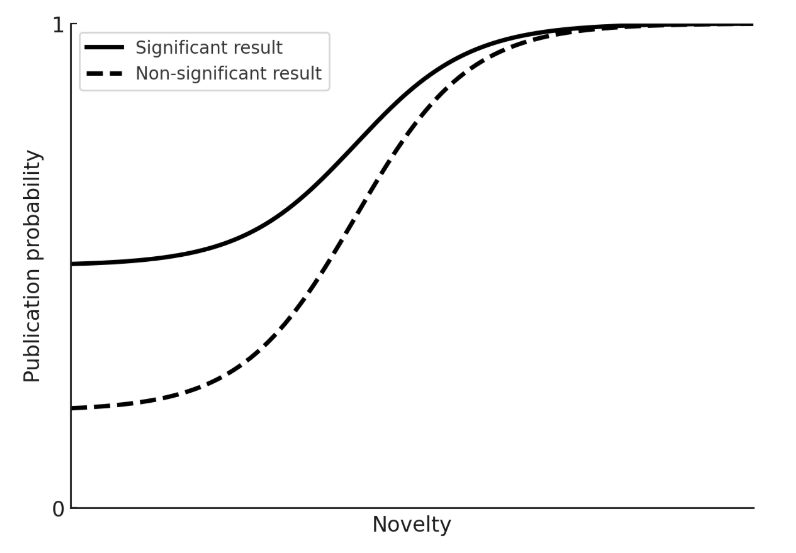 1
Significant result
Non-significant result
Publication probability
0
Novelty